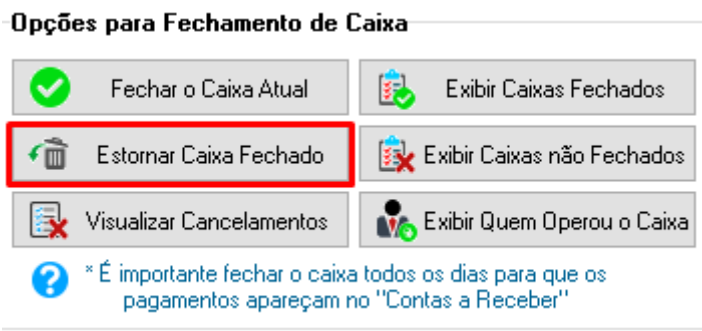 Opções para Fechamento de Caixa
Fechar o Caixa Atual
Exibir Caixas Fechados
Estornar Caixa Fechado
Exibir Caixas não Fechados
Visualizar Cancelamentos
Exibir Quem Operou o Caixa
* É importante fechar o caixa todos os dias para que os
pagamentos apareçam no "Contas a Receber"